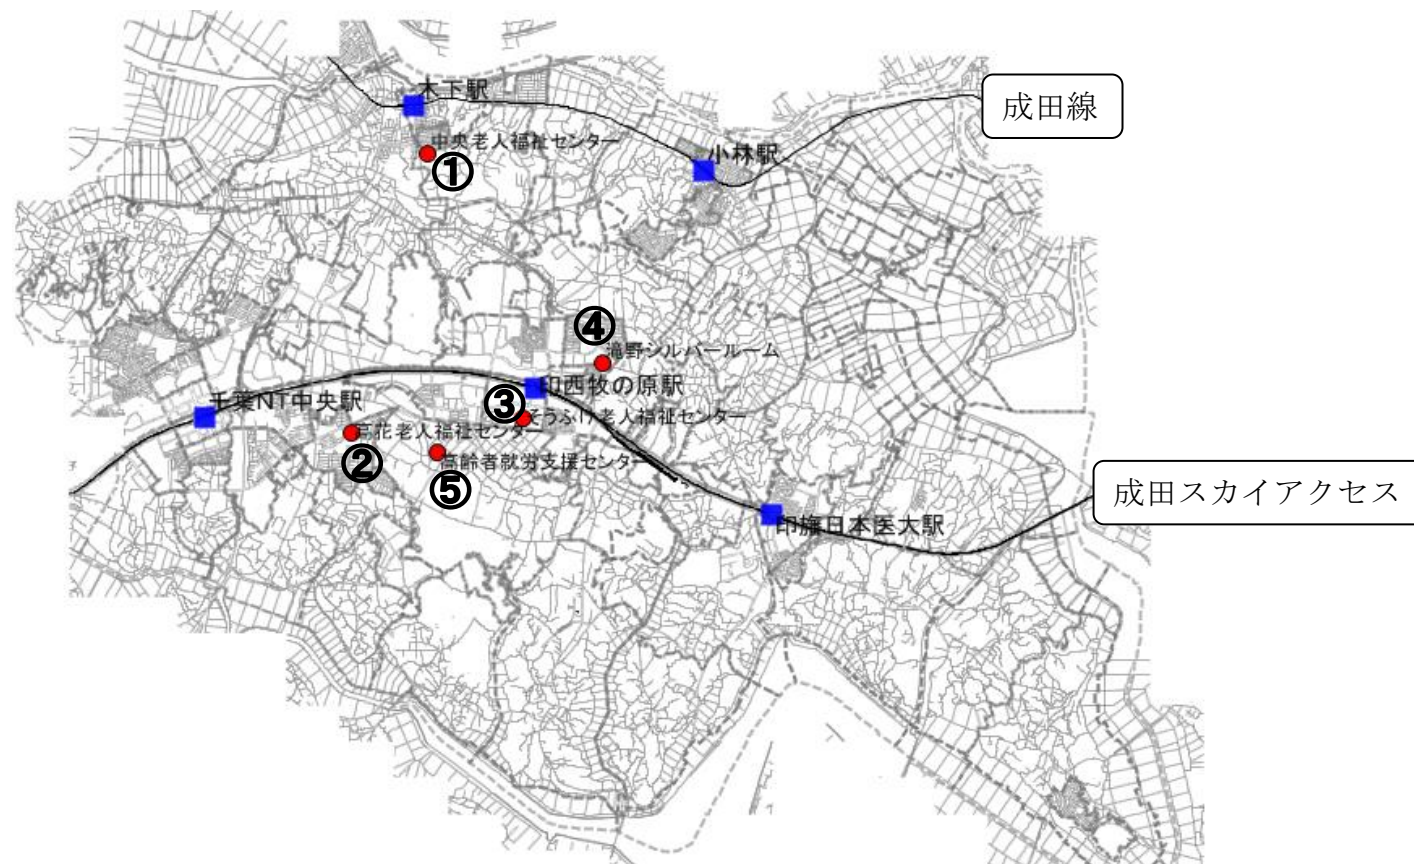 木下駅
成田線
中央老人福祉センター
①
小林駅
④
滝野シルバールーム
印西牧の原駅
千葉NT中央駅
③
そうふけ老人福祉センター
高花老人福祉センター
②
高齢者就労支援センター
⑤
成田スカイアクセス
印旛日本医大駅